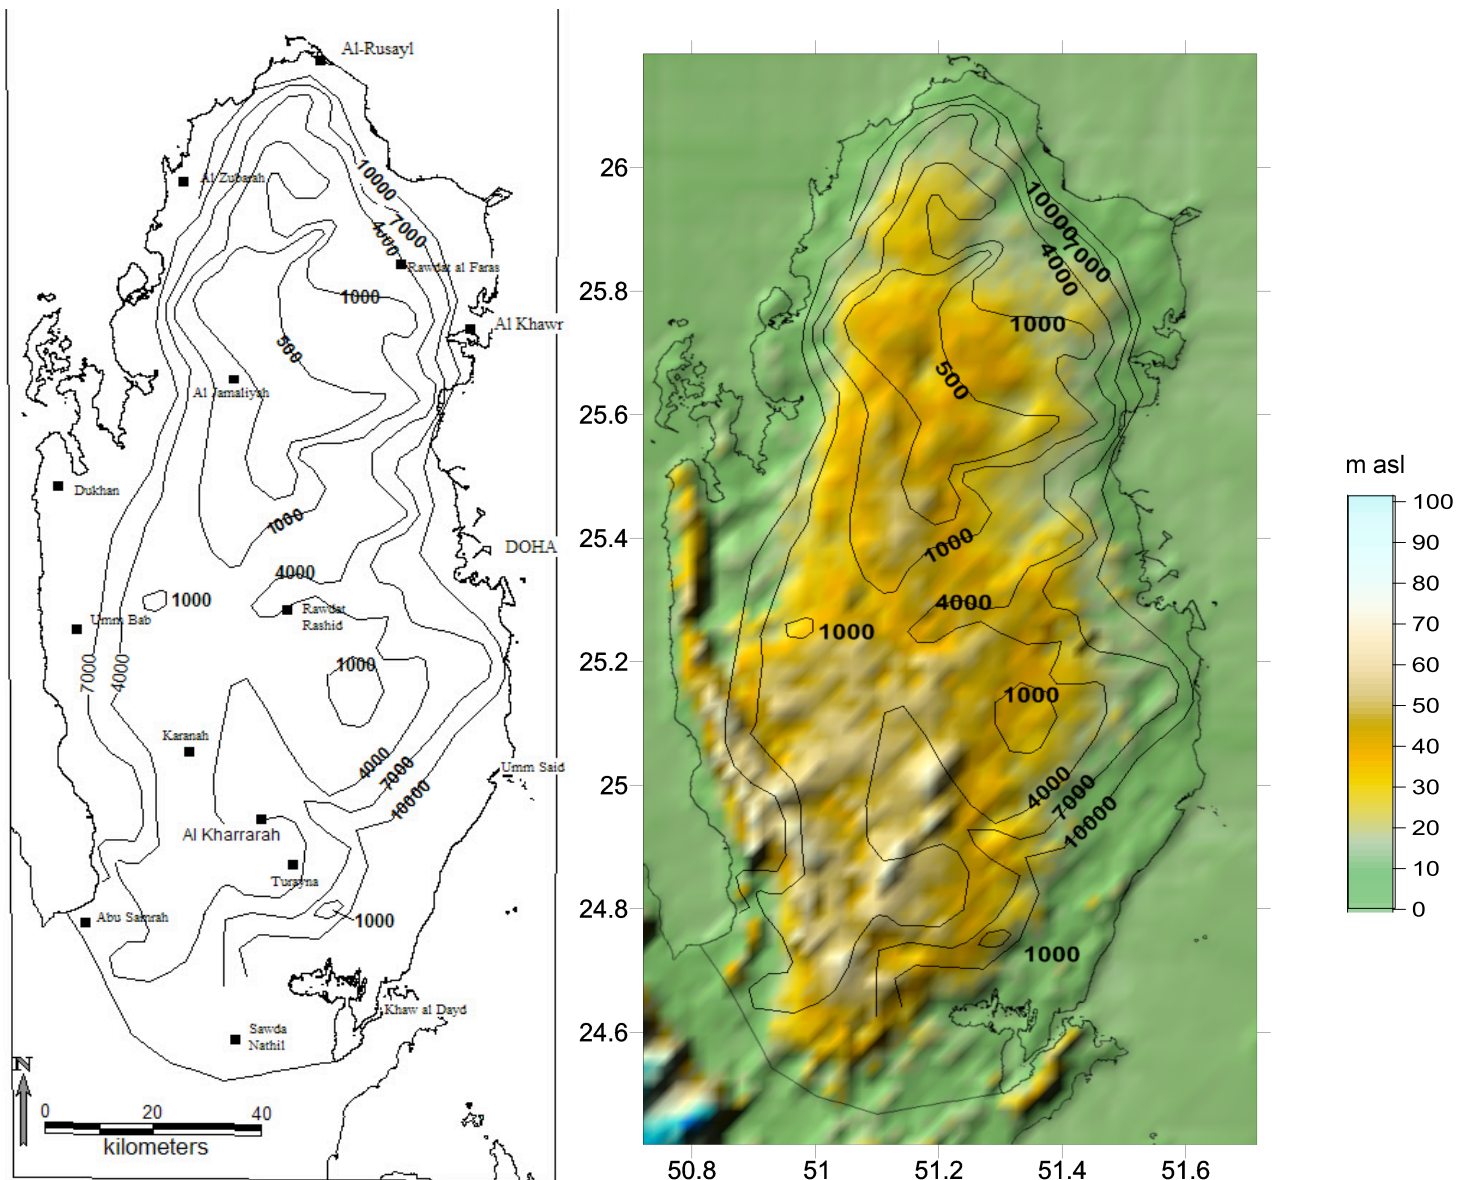 Al-Rusayl
Al Zubarah
10000
7000
4000
Rawdat al Faras
1000
Al Khawr
500
Al Jamaliyah
Dukhan
1000
DOHA
4000
1000
Rawdat
Rashid
Umm Bab
7000
4000
1000
Karanah
4000
7000
10000
Umm Said
Al Kharrarah
Turayna
Abu Samrah
1000
Khaw al Dayd
Sawda
Nathil
N
0 20 40
kilometers
26
25.8
25.6
25.4
25.2
25
24.8
24.6
50.8 51 51.2 51.4 51.6
10000
7000
4000
1000
500
1000
4000
1000
1000
4000
7000
10000
1000
m asl
100
90
80
70
60
50
40
30
20
10
0